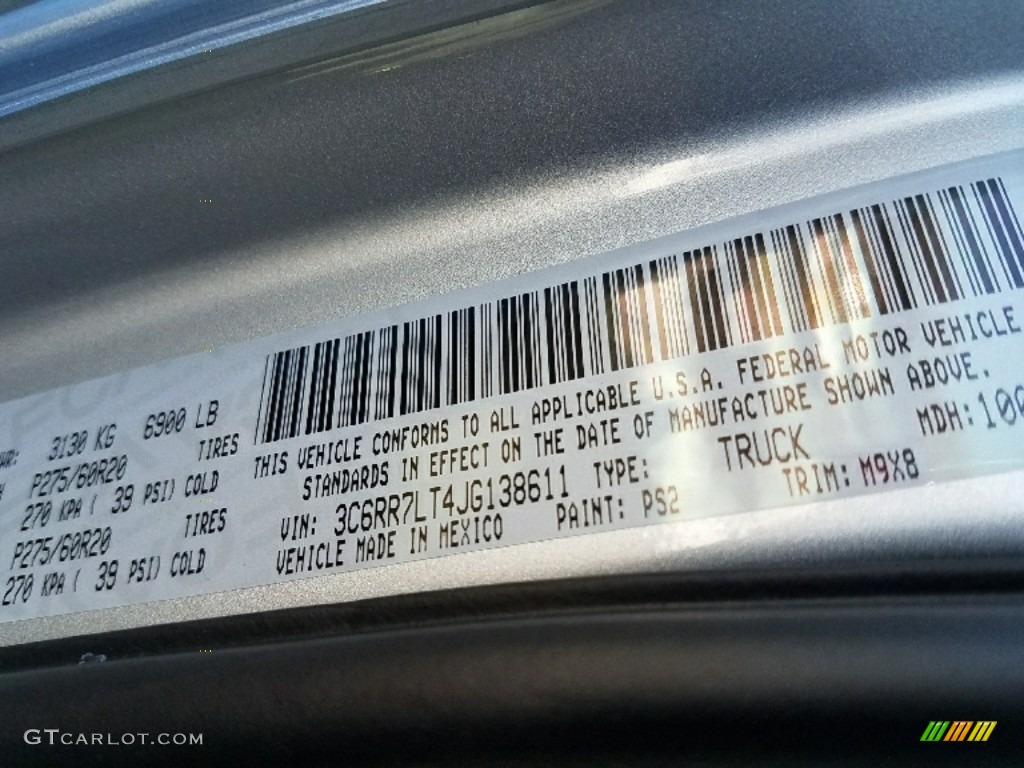 WR: 3130 KG 6900 LB
P275/60R20 TIRES
270 KPA ( 39 PSI) COLD
P275/60R20 TIRES
270 KPA ( 39 PSI) COLD
THIS VEHICLE CONFORMS TO ALL APPLICABLE U.S.A. FEDERAL MOTOR VEHICLE
STANDARDS IN EFFECT ON THE DATE OF MANUFACTURE SHOWN ABOVE.
MDH: 100
VIN: 3C6RR7LT4JG138611 TYPE: TRUCK
VEHICLE MADE IN MEXICO PAINT: PS2 TRIM: M9X8
GTCARLOT.COM